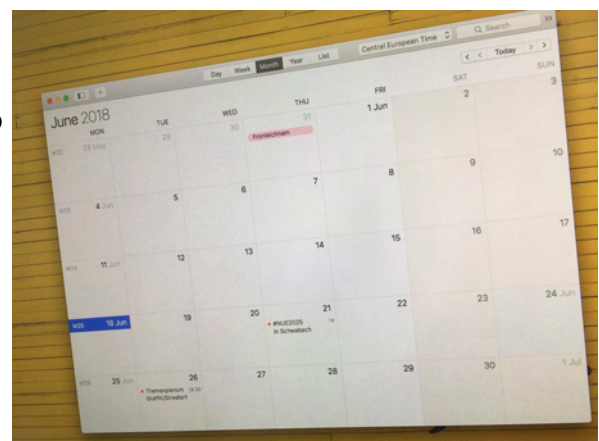 Day Week Month Year List
Central European Time
Search
June 2018
Today
MON TUE WED THU FRI SAT SUN
28 May 29 30 31 1 Jun 2 3
Fronleichnam
4 Jun 5 6 7 8 9 10
11 Jun 12 13 14 15 16 17
18 Jun 19 20 21 22 23 24 Jun
#NUE2025
in Schwabach
25 Jun 26 27 28 29 30 1 Jul
Themenplenum
Graffiti/Streetart